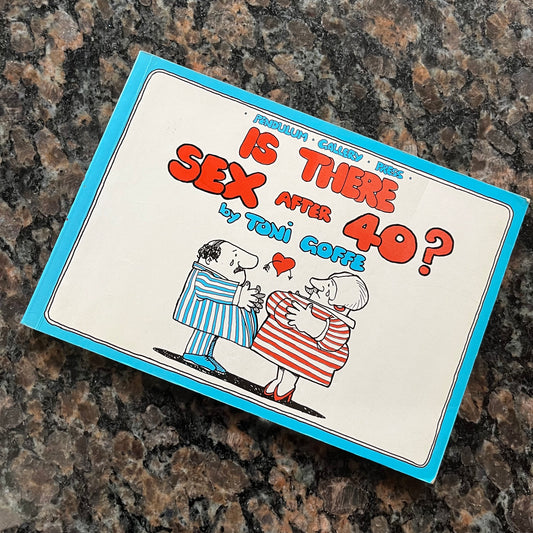 · PENDULUM · GALLERY · PRESS ·
IS THERE
SEX AFTER 40?
by TONi GOFFE